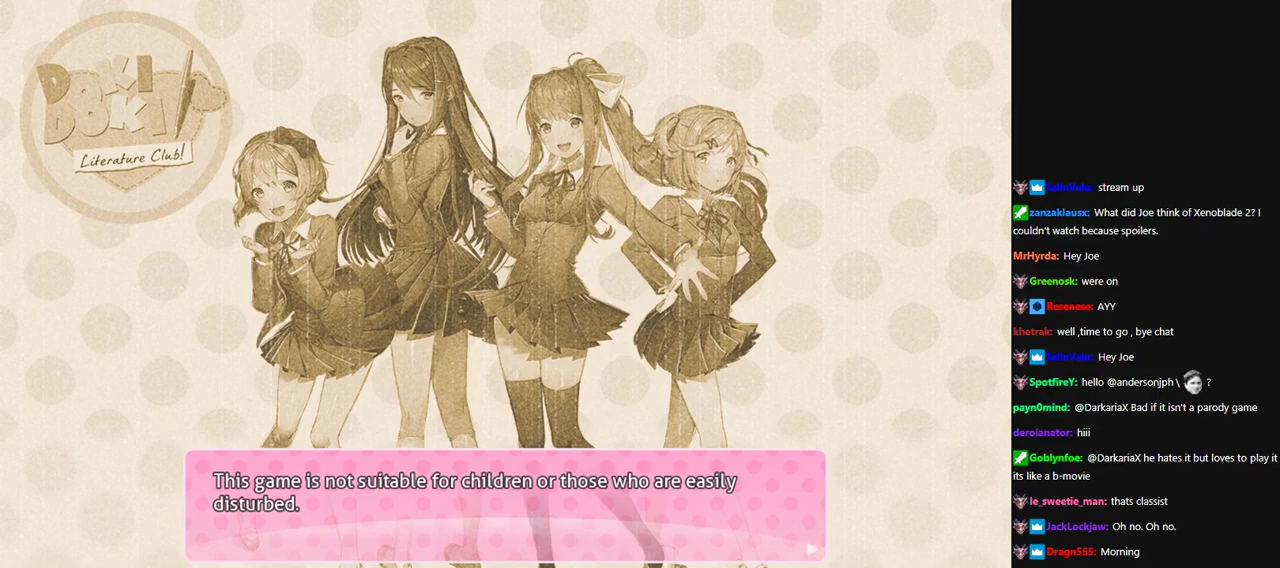 DOKI
DOKI
Literature Club!
This game is not suitable for children or those who are easily
disturbed.
stream up
zanzaklausx: What did Joe think of Xenoblade 2? I
couldn't watch because spoilers.
MrHyrda: Hey Joe
Greenosk: were on
Resenese: AYY
khetrak: well ,time to go , bye chat
Hey Joe
SpotfireY: hello @andersonjph \ ?
payn0mind: @DarkariaX Bad if it isn't a parody game
deroianator: hiii
Goblynfoe: @DarkariaX he hates it but loves to play it
its like a b-movie
le_sweetie_man: thats classist
JackLockjaw: Oh no. Oh no.
Dragn555: Morning